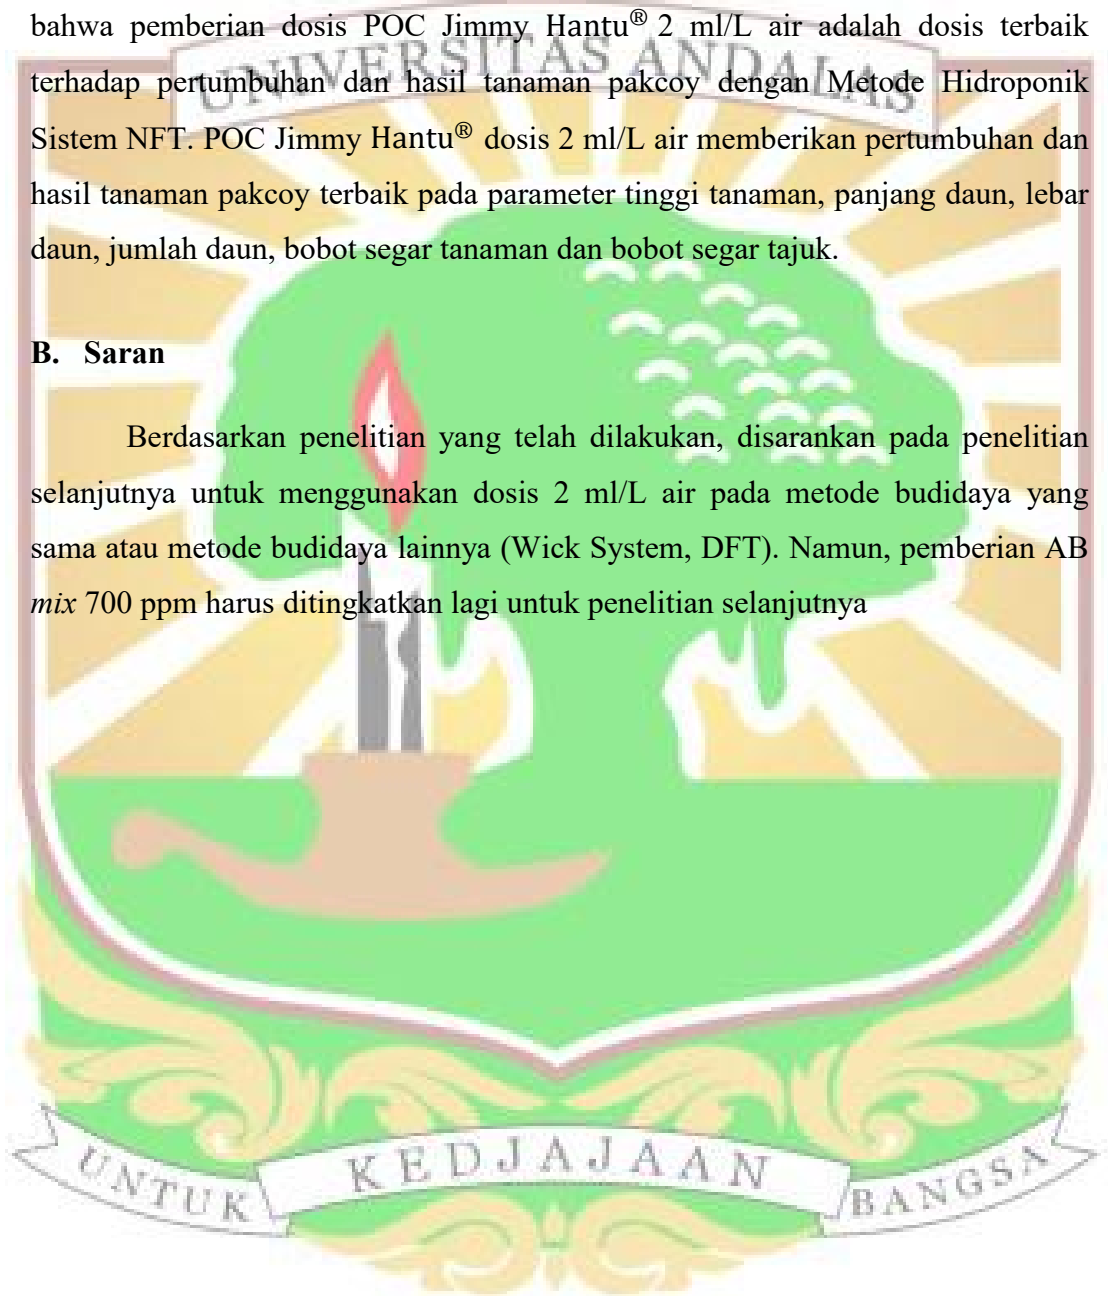 bahwa pemberian dosis POC Jimmy Hantu® 2 ml/L air adalah dosis terbaik
UNIVERSITAS ANDALAS
terhadap pertumbuhan dan hasil tanaman pakcoy dengan Metode Hidroponik
Sistem NFT. POC Jimmy Hantu® dosis 2 ml/L air memberikan pertumbuhan dan
hasil tanaman pakcoy terbaik pada parameter tinggi tanaman, panjang daun, lebar
daun, jumlah daun, bobot segar tanaman dan bobot segar tajuk.
B. Saran
Berdasarkan penelitian yang telah dilakukan, disarankan pada penelitian
selanjutnya untuk menggunakan dosis 2 ml/L air pada metode budidaya yang
sama atau metode budidaya lainnya (Wick System, DFT). Namun, pemberian AB
mix 700 ppm harus ditingkatkan lagi untuk penelitian selanjutnya
UNTUK KEDJAJAAN BANGSA